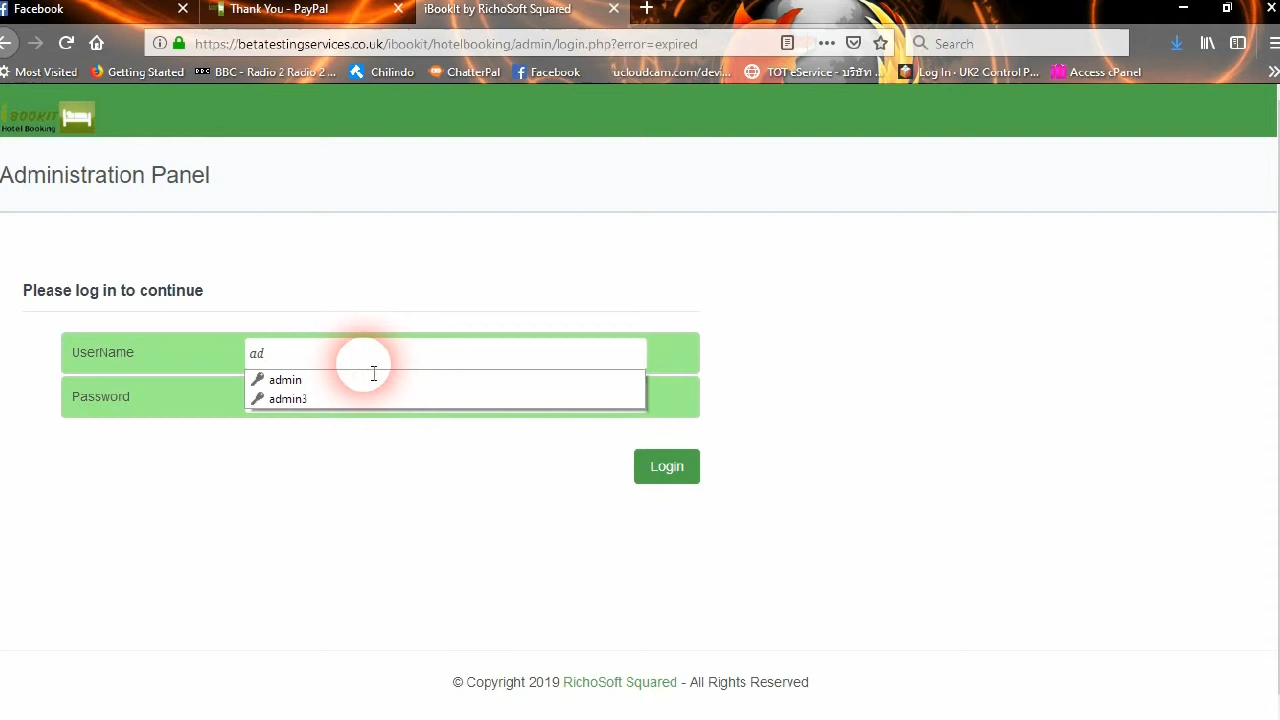 Facebook
Thank You - PayPal
iBookIt by RichoSoft Squared
https://betatestingservices.co.uk/ibookit/hotelbooking/admin/login.php?error=expired
Search
Most Visited
Getting Started
BBC - Radio 2 Radio 2 ...
Chilindo
ChatterPal
Facebook
ucloudcam.com/devi...
TOT eService - บริษัท ...
Log In · UK2 Control P...
Access cPanel
BOOKIT
Hotel Booking
Administration Panel
Please log in to continue
UserName
ad
admin
admin3
Password
Login
© Copyright 2019 RichoSoft Squared - All Rights Reserved